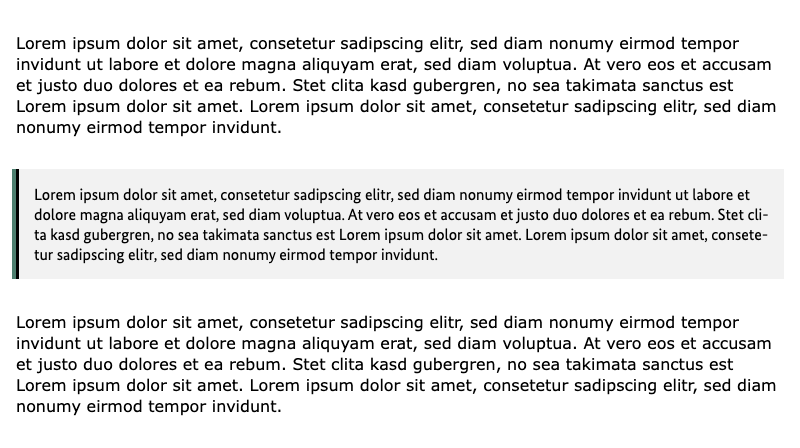 Lorem ipsum dolor sit amet, consetetur sadipscing elitr, sed diam nonumy eirmod tempor
invidunt ut labore et dolore magna aliquyam erat, sed diam voluptua. At vero eos et accusam
et justo duo dolores et ea rebum. Stet clita kasd gubergren, no sea takimata sanctus est
Lorem ipsum dolor sit amet. Lorem ipsum dolor sit amet, consetetur sadipscing elitr, sed diam
nonumy eirmod tempor invidunt.
Lorem ipsum dolor sit amet, consetetur sadipscing elitr, sed diam nonumy eirmod tempor invidunt ut labore et
dolore magna aliquyam erat, sed diam voluptua. At vero eos et accusam et justo duo dolores et ea rebum. Stet cli-
ta kasd gubergren, no sea takimata sanctus est Lorem ipsum dolor sit amet. Lorem ipsum dolor sit amet, consete-
tur sadipscing elitr, sed diam nonumy eirmod tempor invidunt.
Lorem ipsum dolor sit amet, consetetur sadipscing elitr, sed diam nonumy eirmod tempor
invidunt ut labore et dolore magna aliquyam erat, sed diam voluptua. At vero eos et accusam
et justo duo dolores et ea rebum. Stet clita kasd gubergren, no sea takimata sanctus est
Lorem ipsum dolor sit amet. Lorem ipsum dolor sit amet, consetetur sadipscing elitr, sed diam
nonumy eirmod tempor invidunt.